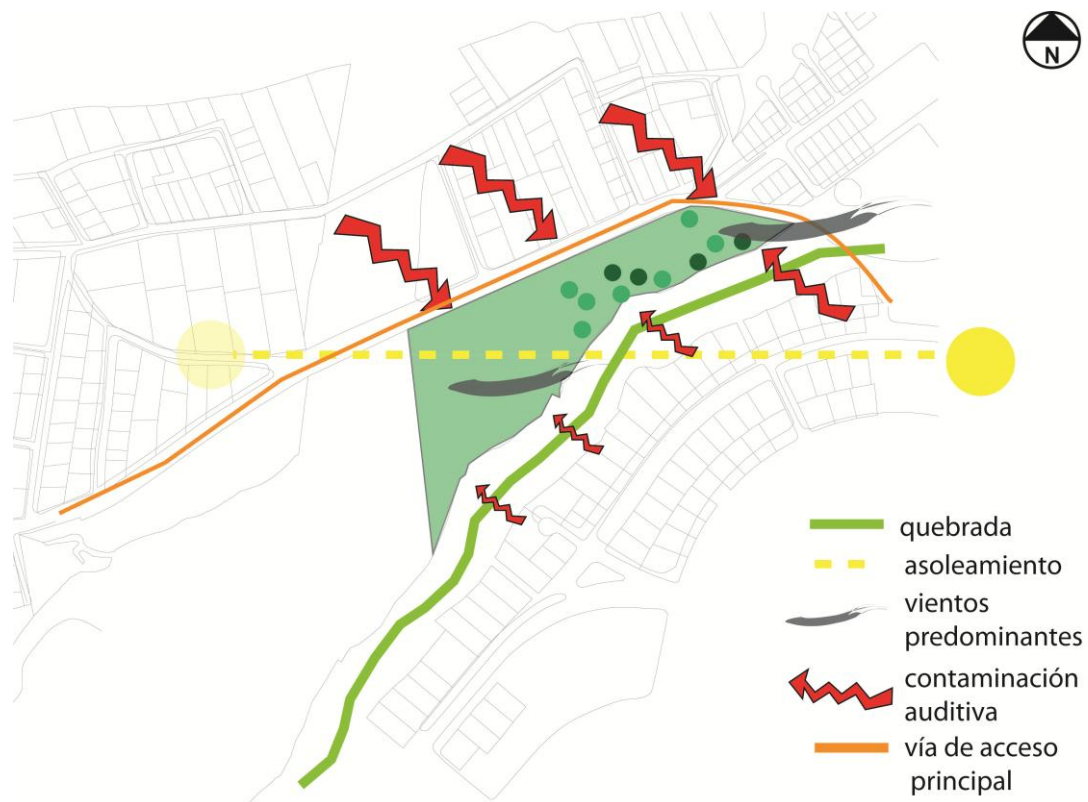 N
quebrada
asoleamiento
vientos
predominantes
contaminación
auditiva
vía de acceso
principal